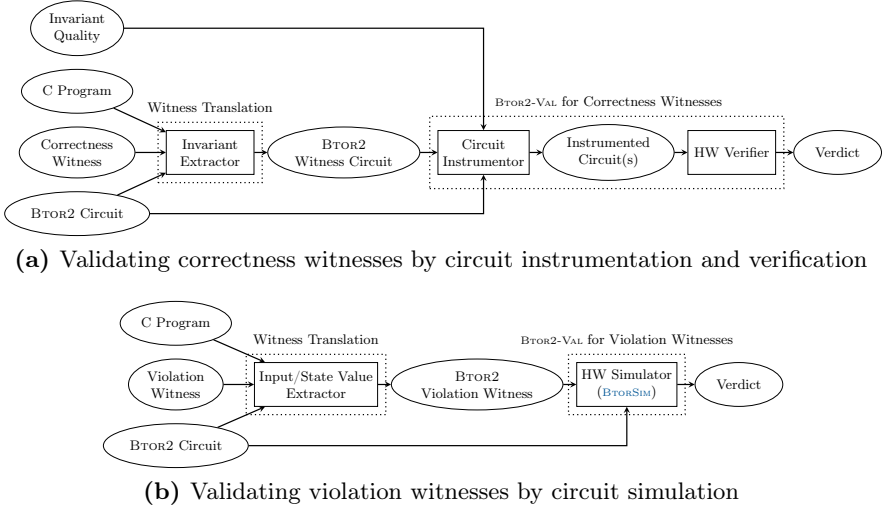 Invariant
Quality
C Program
Witness Translation
BTOR2-VAL for Correctness Witnesses
Correctness
Witness
Invariant
Extractor
BTOR2
Witness Circuit
Circuit
Instrumentor
Instrumented
Circuit(s)
HW Verifier
Verdict
BTOR2 Circuit
(a) Validating correctness witnesses by circuit instrumentation and verification
C Program
Witness Translation
BTOR2-VAL for Violation Witnesses
Violation
Witness
Input/State Value
Extractor
BTOR2
Violation Witness
HW Simulator
(BTORSIM)
Verdict
BTOR2 Circuit
(b) Validating violation witnesses by circuit simulation